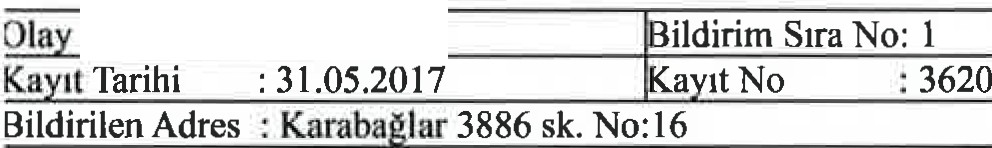 Olay Bildirim Sıra No: 1
Kayıt Tarihi : 31.05.2017 Kayıt No : 3620
Bildirilen Adres : Karabağlar 3886 sk. No:16